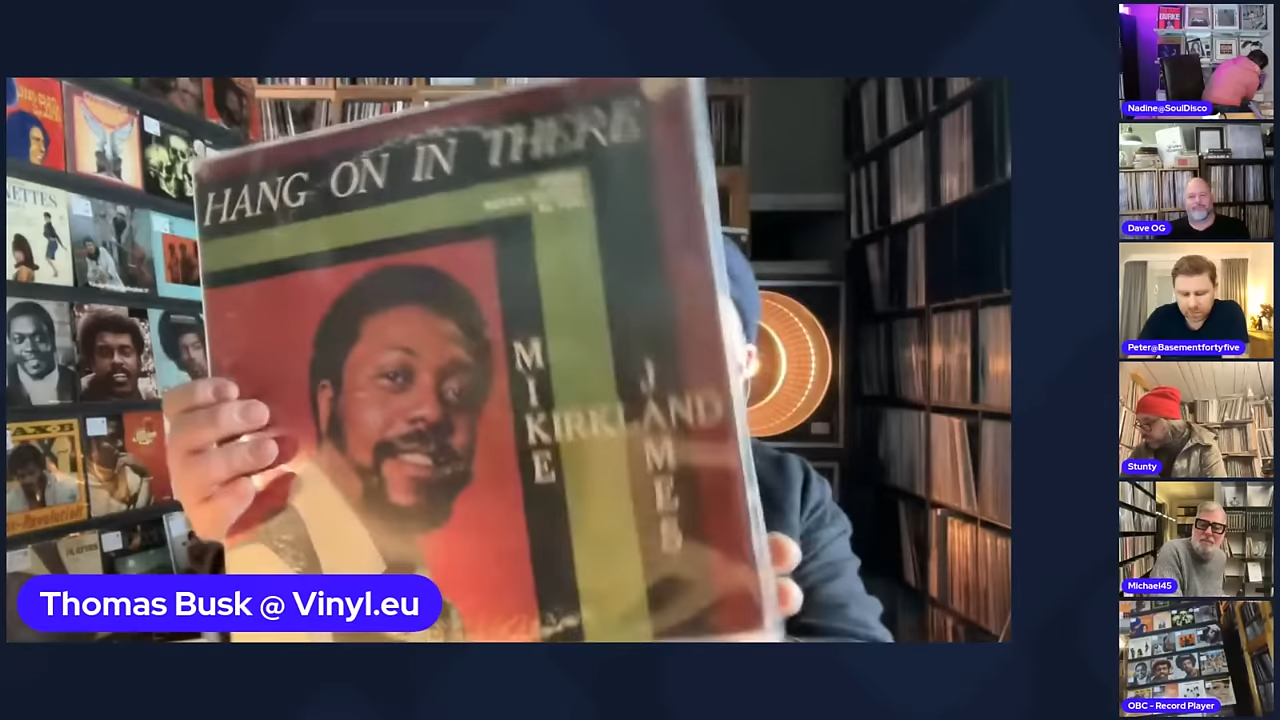 HANG ON IN THERE
MIKE
KIRKLAND
JAMES
Thomas Busk @ Vinyl.eu
Nadine@SoulDisco
Dave OG
Peter@Basementfortyfive
Stunty
Michael45
OBC - Record Player